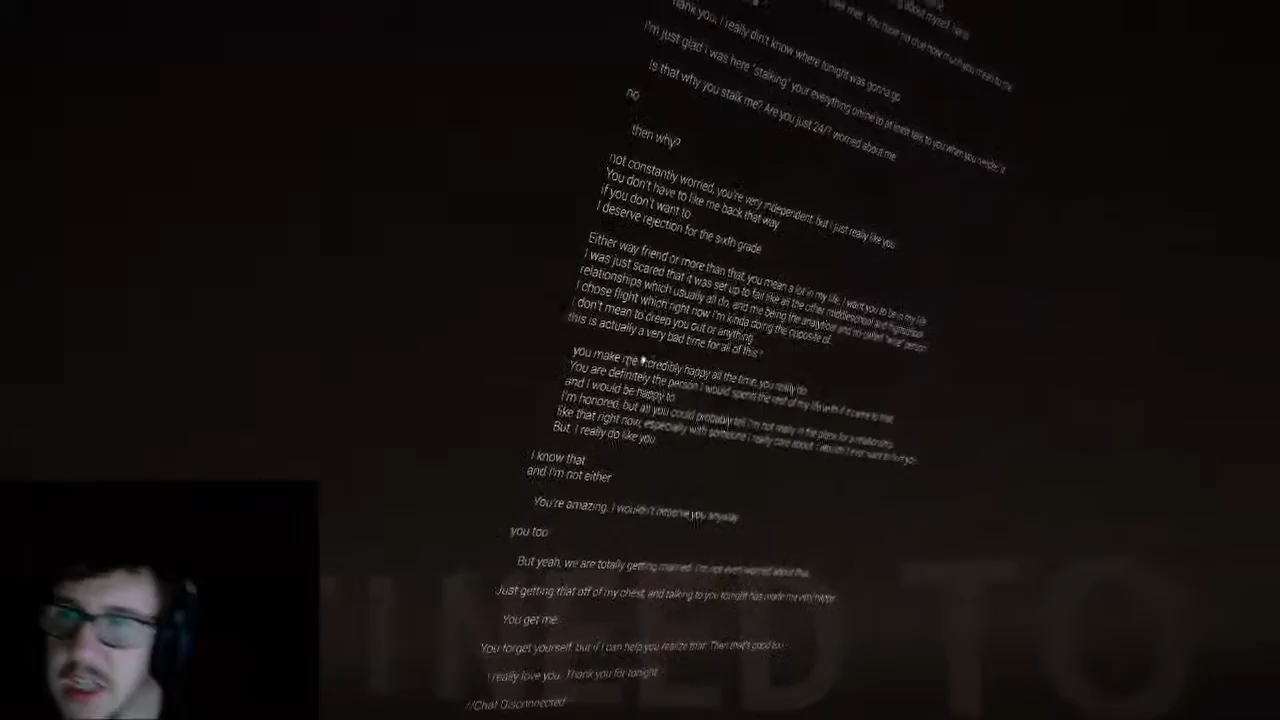 about myself
you mean to me
Thank you, I really din't know where tonight was gonna go
I'm just glad i was here "stalking" your everything online to at least talk to you when you needed it
Is that why you stalk me? Are you just 24/7 worried about me
no
then why?
not constantly worried, you're very independent, but I just really like you
You don't have to like me back that way
if you don't want to
I deserve rejection for the sixth grade
Either way friend or more than that, you mean a lot in my life, I want you to be in my life
I was just scared that it was set up to fail like all the other middleschool and highschool
relationships which usually all do, and me being the analytical and so called "wise" person
I chose flight which right now I'm kinda doing the opposite of.
I don't mean to creep you out or anything
this is actually a very bad time for all of this
you make me incredibly happy all the time, you really do
You are definitely the person I would spend the rest of my life with if it came to that
and I would be happy to
I'm honored, but all you could probably tell I'm not really in the place for a relationship
like that right now, especially with someone I really care about. I wouldn't ever want to
But, I really do like you
I know that
and I'm not either
You're amazing. I wouldn't deserve you anyway
you too
But yeah, we are totally getting married. I'm not even worried about that
Just getting that off of my chest, and talking to you tonight has made me very happy
You get me
You forget yourself, but if I can help you realize that. Then that's good too
I really love you. Thank you for tonight
//Chat Disconnected
NEED TO